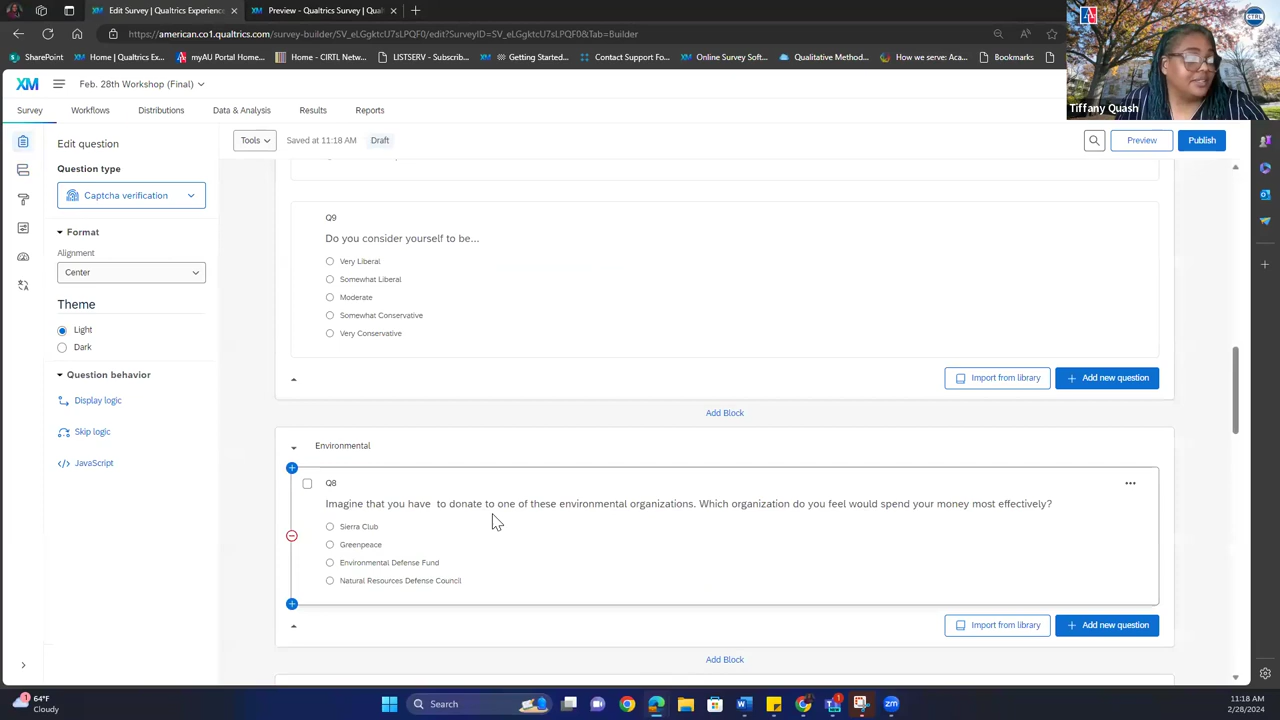 Edit Survey | Qualtrics Experience
Preview - Qualtrics Survey | Qual
https://american.co1.qualtrics.com/survey-builder/SV_eLGgktcU7sLPQF0/edit?SurveyID=SV_eLGgktcU7sLPQF0&Tab=Builder
SharePoint
Home | Qualtrics Ex...
myAU Portal Home...
Home - CIRTL Netw...
LISTSERV - Subscrib...
Getting Started...
Contact Support Fo...
Online Survey Soft...
Qualitative Method...
How we serve: Aca...
Bookmarks
CTRL
Tiffany Quash
XM
Feb. 28th Workshop (Final)
Survey
Workflows
Distributions
Data & Analysis
Results
Reports
Edit question
Tools
Saved at 11:18 AM
Draft
Preview
Publish
Question type
Captcha verification
Format
Alignment
Center
Theme
Light
Dark
Question behavior
Display logic
Skip logic
JavaScript
Q9
Do you consider yourself to be...
Very Liberal
Somewhat Liberal
Moderate
Somewhat Conservative
Very Conservative
Import from library
Add new question
Add Block
Environmental
Q8
Imagine that you have to donate to one of these environmental organizations. Which organization do you feel would spend your money most effectively?
Sierra Club
Greenpeace
Environmental Defense Fund
Natural Resources Defense Council
Import from library
Add new question
Add Block
64°F
Cloudy
Search
11:18 AM
2/28/2024